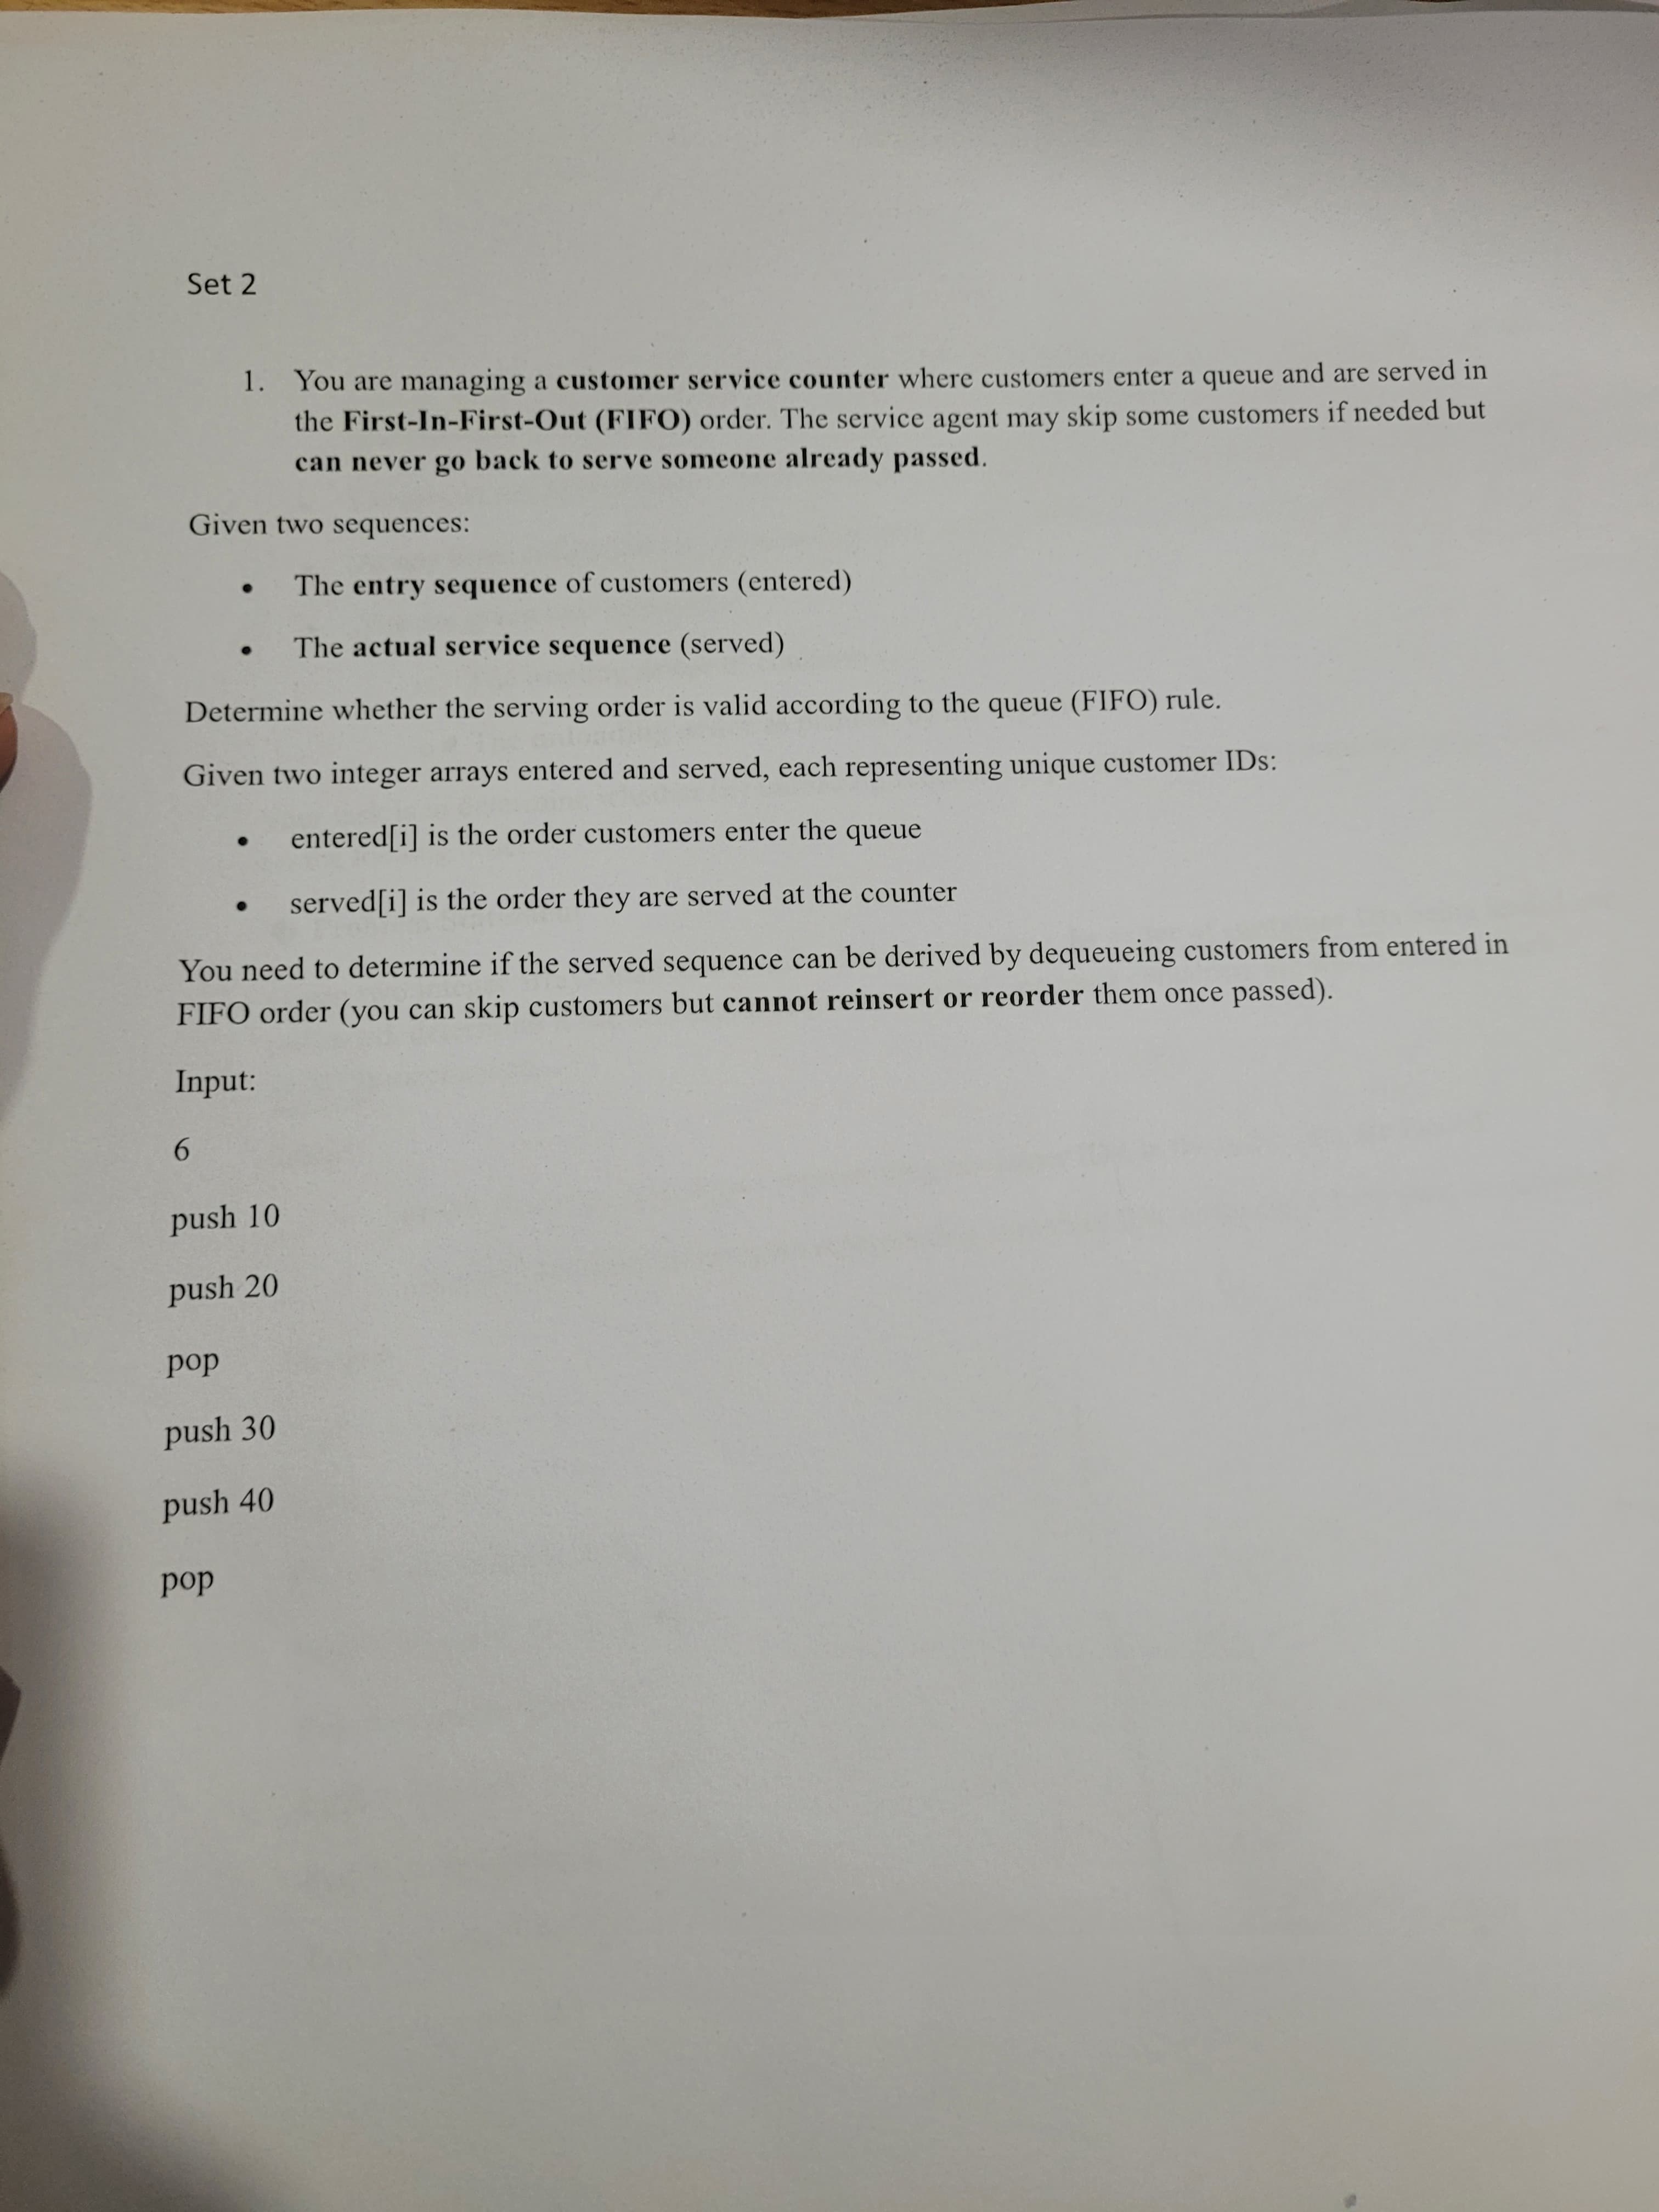 Set 2
1. You are managing a customer service counter where customers enter a queue and are served in
the First-In-First-Out (FIFO) order. The service agent may skip some customers if needed but
can never go back to serve someone already passed.
Given two sequences:
• The entry sequence of customers (entered)
• The actual service sequence (served)
Determine whether the serving order is valid according to the queue (FIFO) rule.
Given two integer arrays entered and served, each representing unique customer IDs:
• entered[i] is the order customers enter the queue
• served[i] is the order they are served at the counter
You need to determine if the served sequence can be derived by dequeueing customers from entered in
FIFO order (you can skip customers but cannot reinsert or reorder them once passed).
Input:
6
push 10
push 20
pop
push 30
push 40
pop